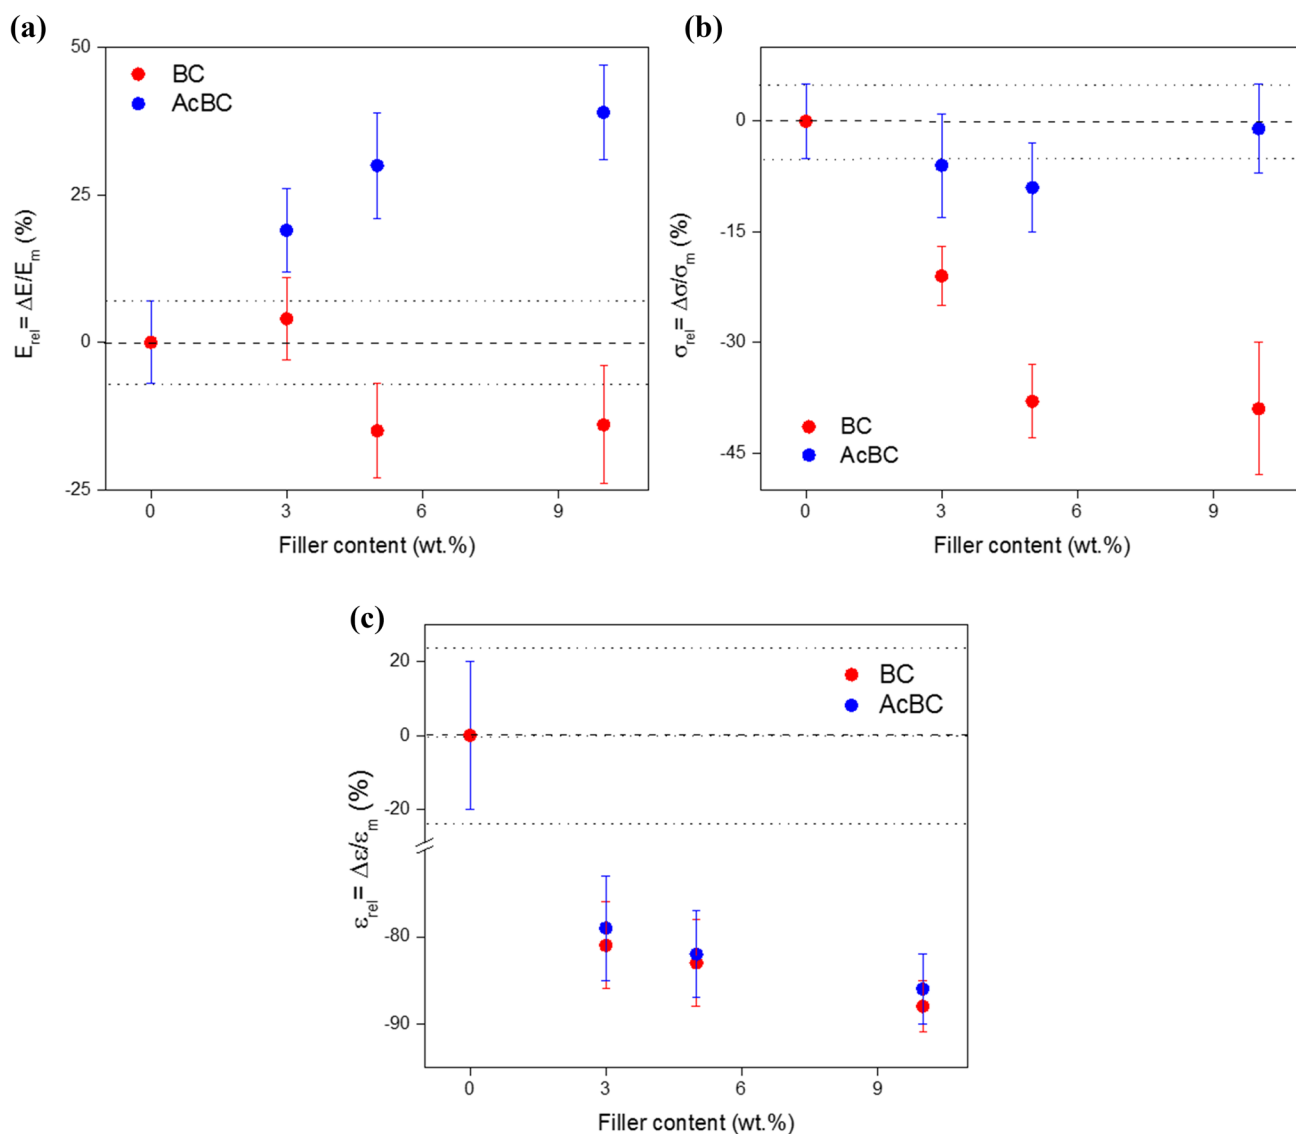 (a)
50
25
0
-25
BC
AcBC
E_rel = ΔE/E_m (%)
0 3 6 9
Filler content (wt.%)
(b)
0
-15
-30
-45
BC
AcBC
σ_rel = Δσ/σ_m (%)
0 3 6 9
Filler content (wt.%)
(c)
20
0
-20
-80
-90
BC
AcBC
ε_rel = Δε/ε_m (%)
0 3 6 9
Filler content (wt.%)